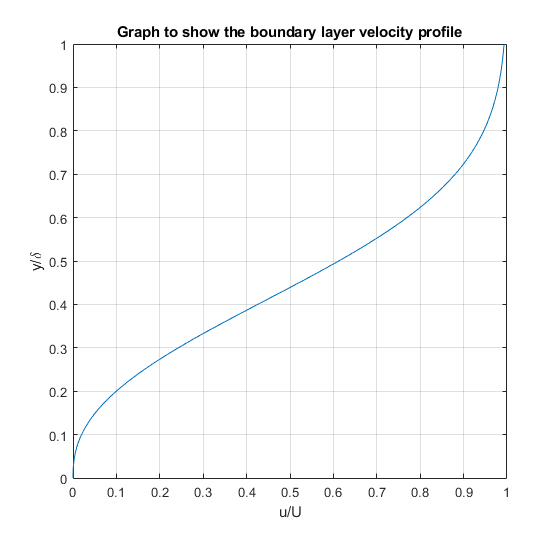 Graph to show the boundary layer velocity profile
1
0.9
0.8
0.7
0.6
0.5
0.4
0.3
0.2
0.1
0
y/δ
0 0.1 0.2 0.3 0.4 0.5 0.6 0.7 0.8 0.9 1
u/U